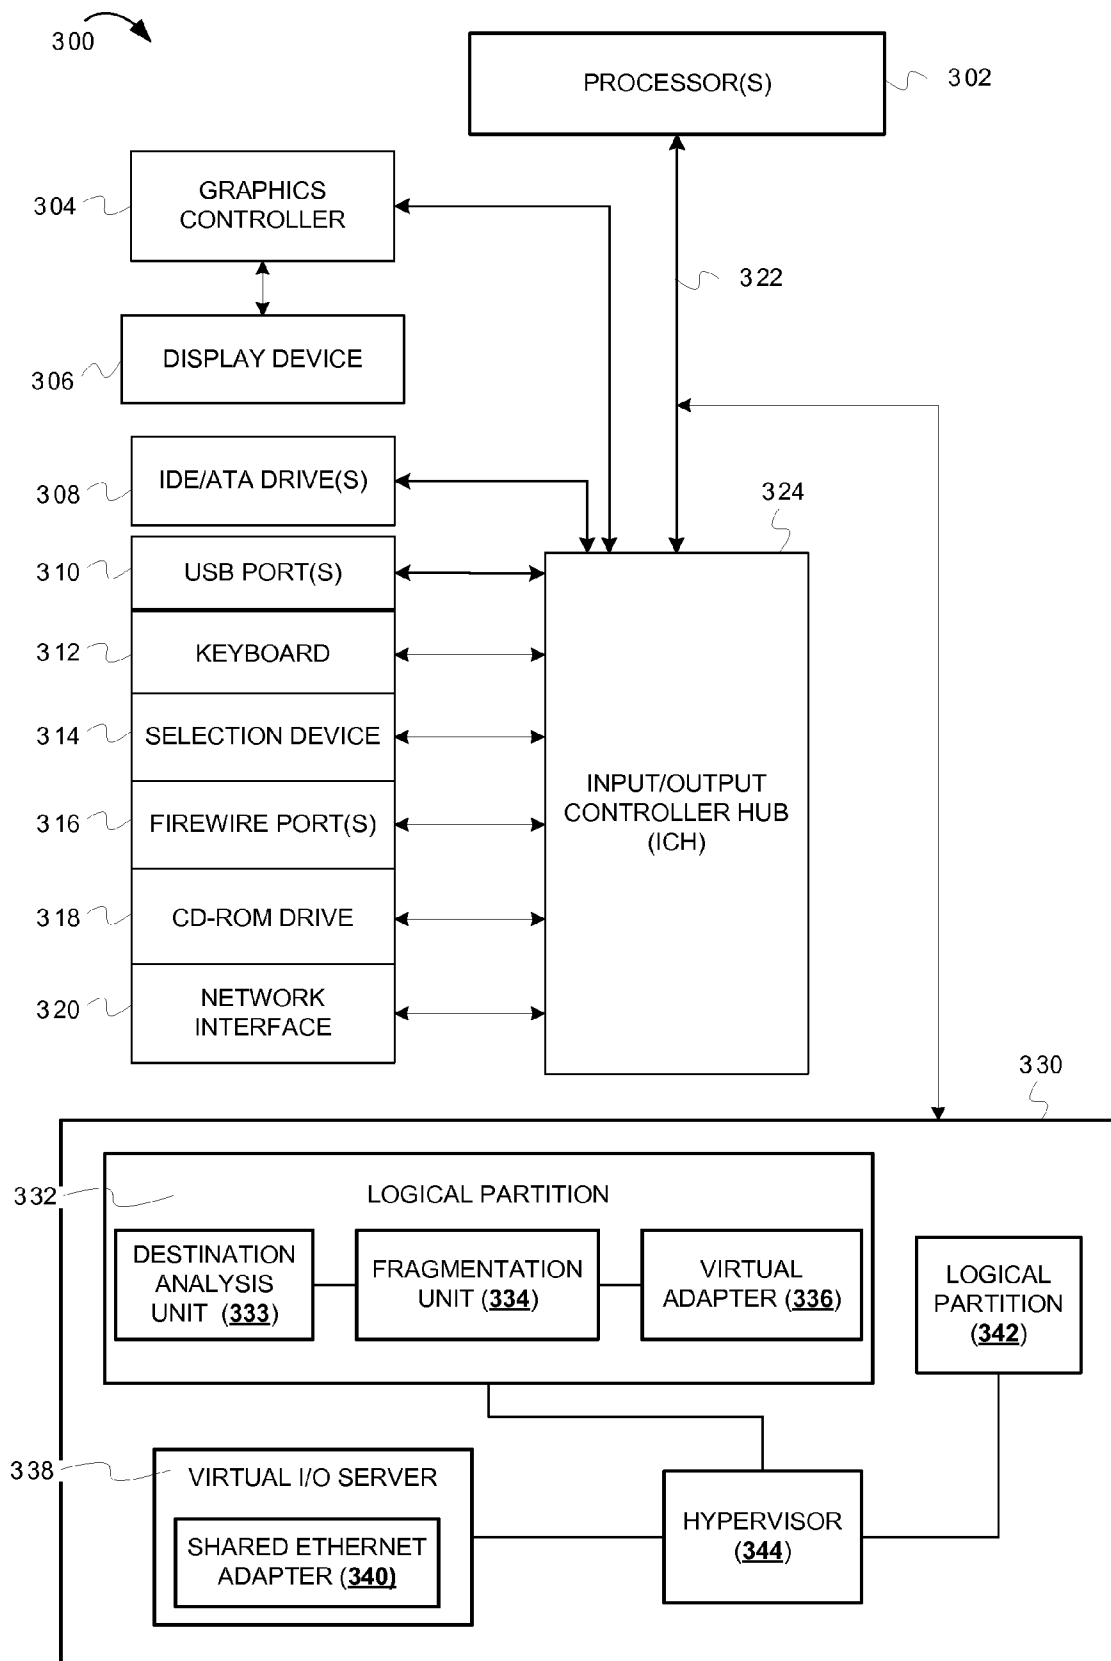 300
PROCESSOR(S)
302
GRAPHICS
CONTROLLER
304
322
DISPLAY DEVICE
306
IDE/ATA DRIVE(S)
308
324
USB PORT(S)
310
KEYBOARD
312
SELECTION DEVICE
314
INPUT/OUTPUT
CONTROLLER HUB
(ICH)
FIREWIRE PORT(S)
316
CD-ROM DRIVE
318
NETWORK
INTERFACE
320
330
332
LOGICAL PARTITION
DESTINATION
ANALYSIS
UNIT (333)
FRAGMENTATION
UNIT (334)
VIRTUAL
ADAPTER (336)
LOGICAL
PARTITION
(342)
338
VIRTUAL I/O SERVER
SHARED ETHERNET
ADAPTER (340)
HYPERVISOR
(344)